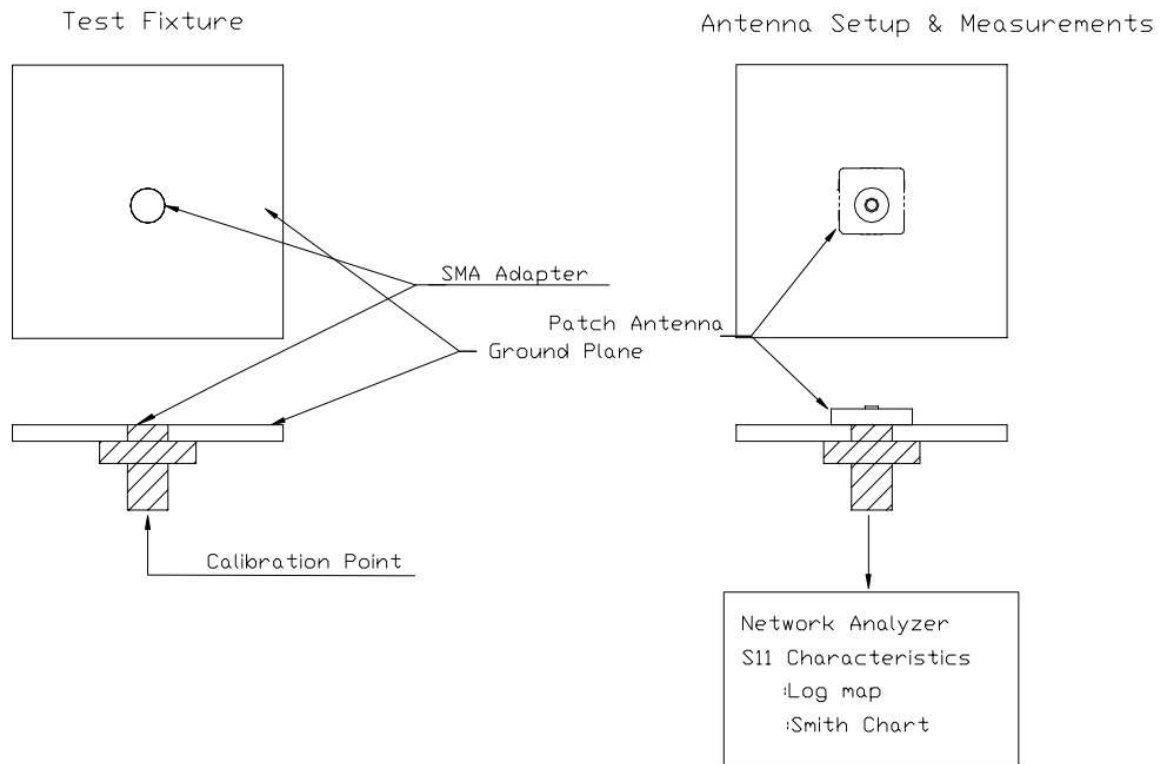 Test Fixture
Antenna Setup & Measurements
SMA Adapter
Patch Antenna
Ground Plane
Calibration Point
Network Analyzer
S11 Characteristics
:Log map
:Smith Chart